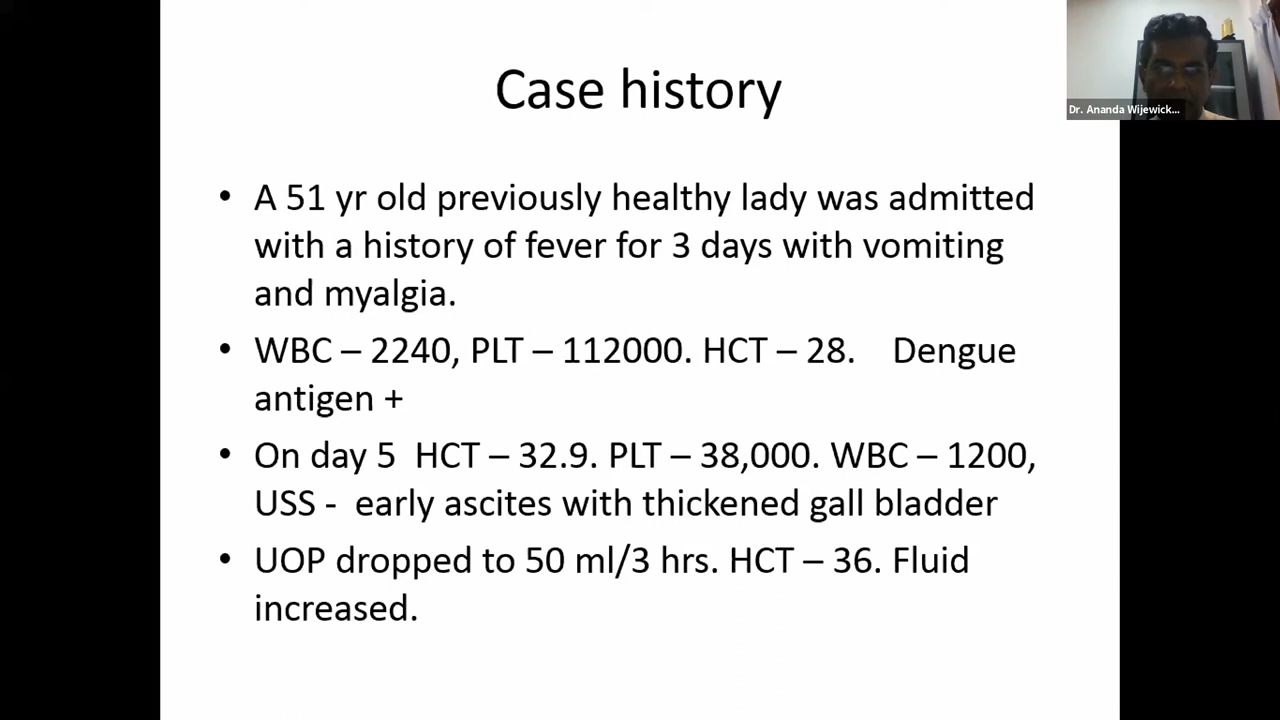 Case history
Dr. Ananda Wijewick...
• A 51 yr old previously healthy lady was admitted
with a history of fever for 3 days with vomiting
and myalgia.
• WBC – 2240, PLT – 112000. HCT – 28. Dengue
antigen +
• On day 5 HCT – 32.9. PLT – 38,000. WBC – 1200,
USS - early ascites with thickened gall bladder
• UOP dropped to 50 ml/3 hrs. HCT – 36. Fluid
increased.